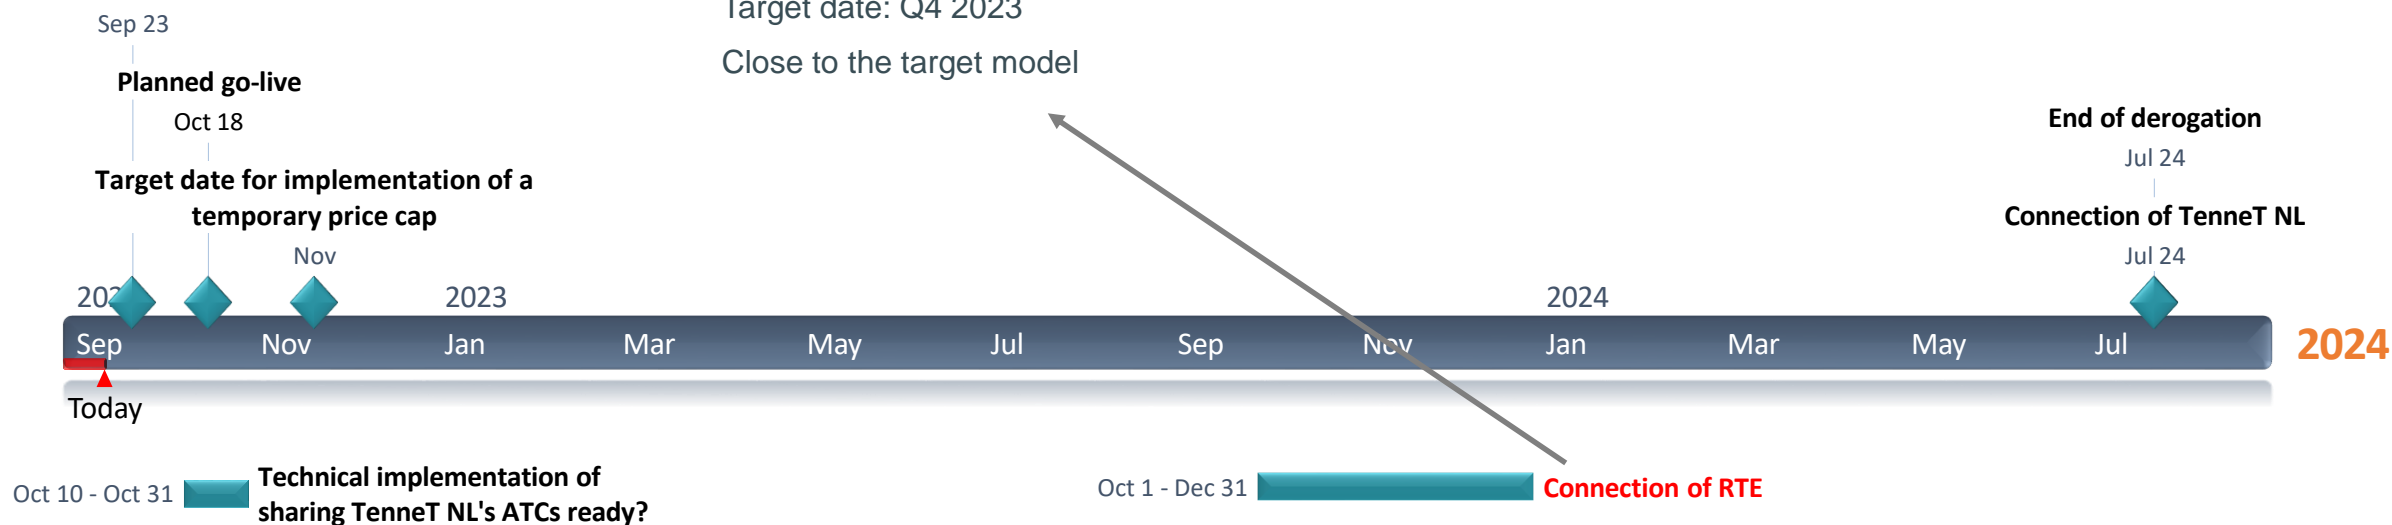 Target date: Q4 2023
Close to the target model
Sep 23
Planned go-live
Oct 18
Target date for implementation of a
temporary price cap
Nov
End of derogation
Jul 24
Connection of TenneT NL
Jul 24
2023
2024
Sep Nov Jan Mar May Jul Sep Nov Jan Mar May Jul
2024
Today
Oct 10 - Oct 31
Technical implementation of
sharing TenneT NL's ATCs ready?
Oct 1 - Dec 31
Connection of RTE